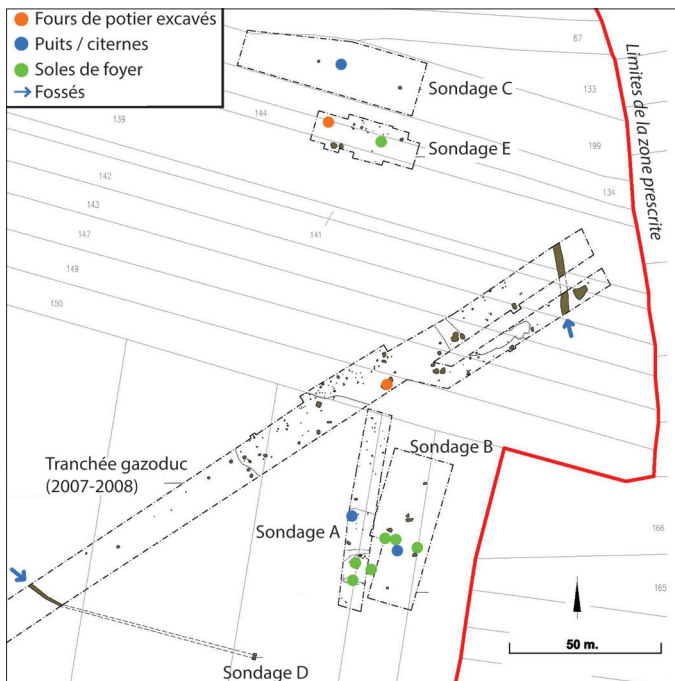 Fours de potier excavés
Puits / citernes
Soles de foyer
Fossés
67
Limites de la zone prescrite
Sondage C
133
139
144
Sondage E
199
142
134
143
141
147
149
150
Tranchée gazoduc
(2007-2008)
Sondage B
Sondage A
166
165
50 m.
Sondage D